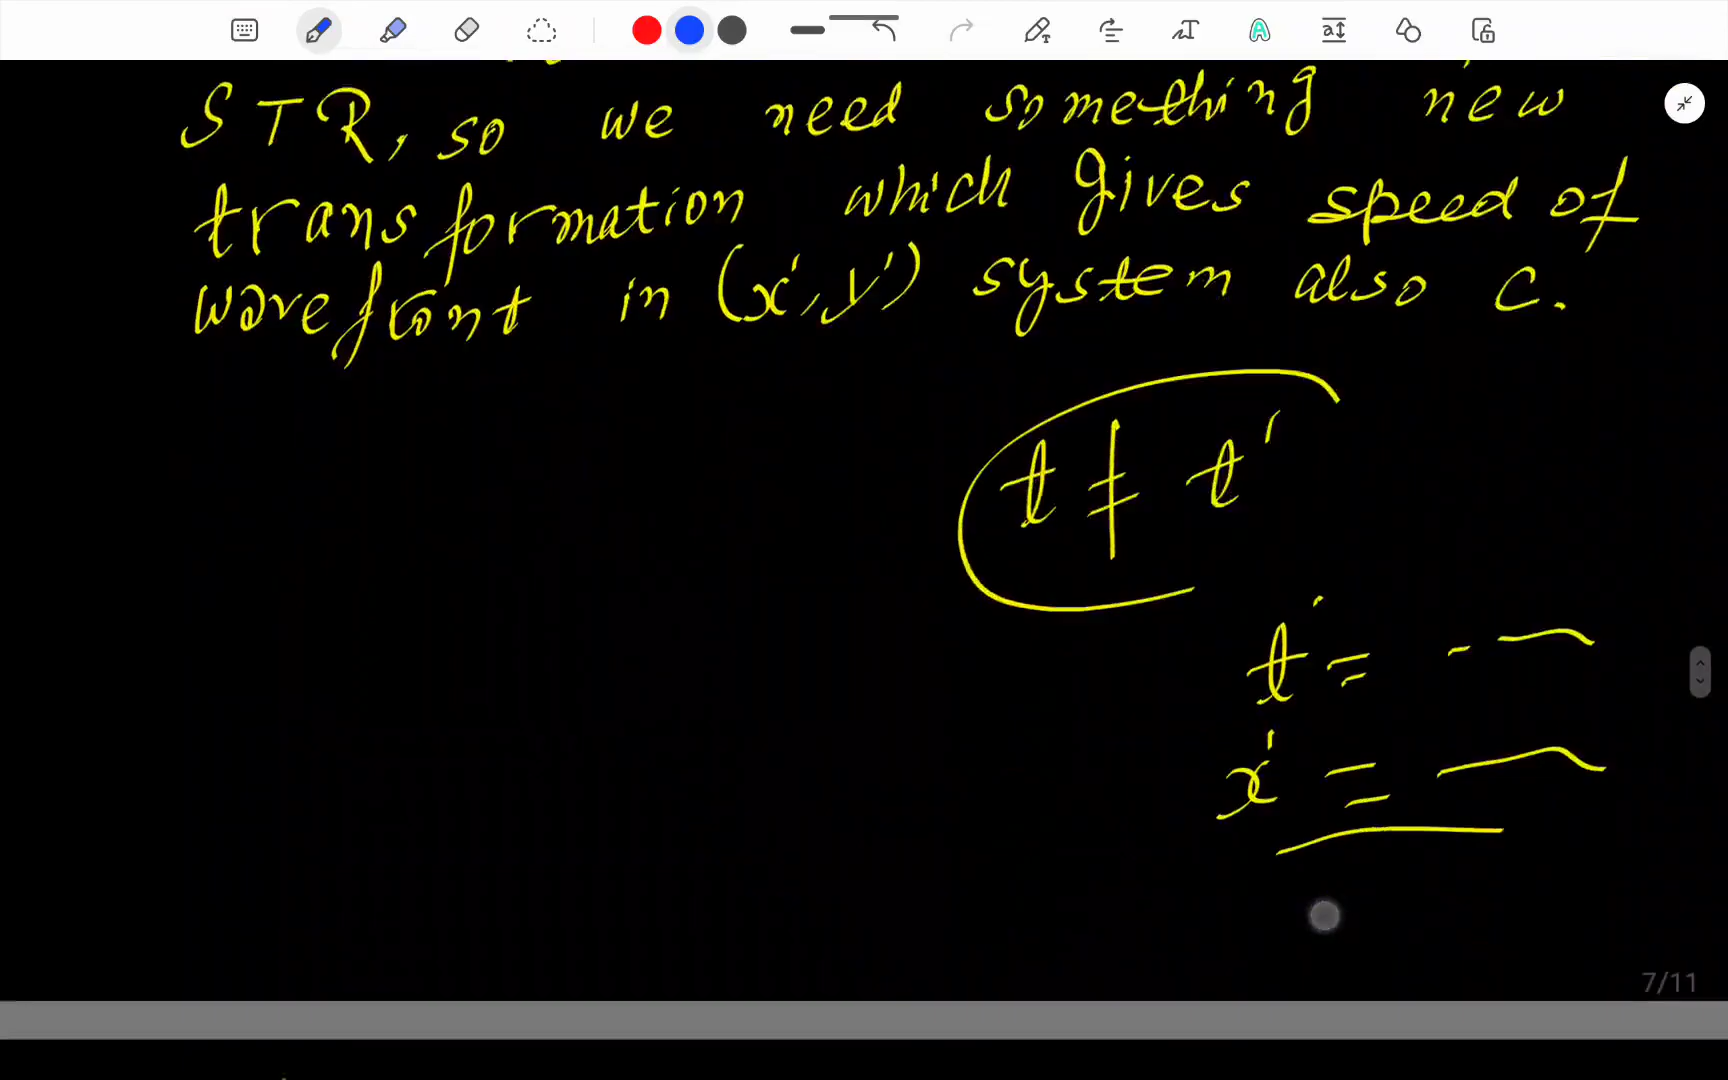 STR, so we need something new
transformation which gives speed of
wavefront in (x', y') system also c.
t ≠ t'
t' =
x' =
7/11